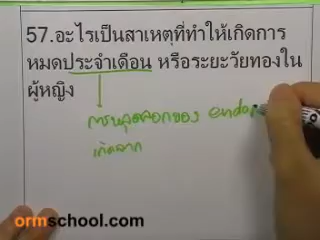 57.อะไรเป็นสาเหตุที่ทำให้เกิดการ
หมดประจำเดือน หรือระยะวัยทองใน
ผู้หญิง
การหลุดลอกของ endo
เกิดจาก
ornschool.com